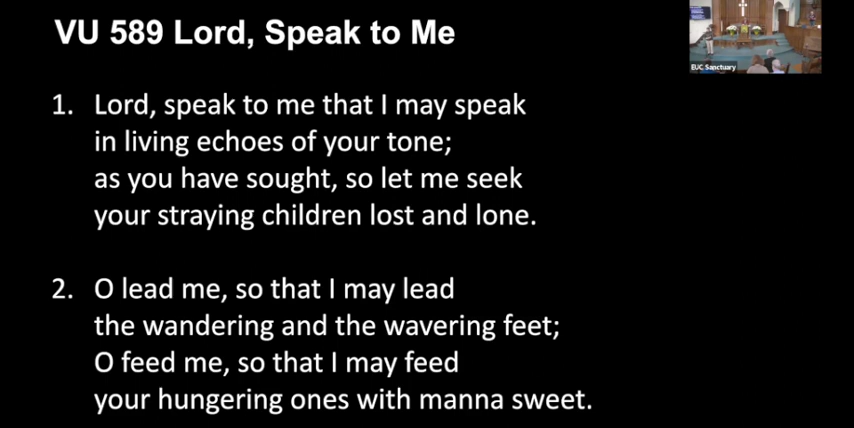 VU 589 Lord, Speak to Me
EUC Sanctuary
1. Lord, speak to me that I may speak
in living echoes of your tone;
as you have sought, so let me seek
your straying children lost and lone.
2. O lead me, so that I may lead
the wandering and the wavering feet;
O feed me, so that I may feed
your hungering ones with manna sweet.